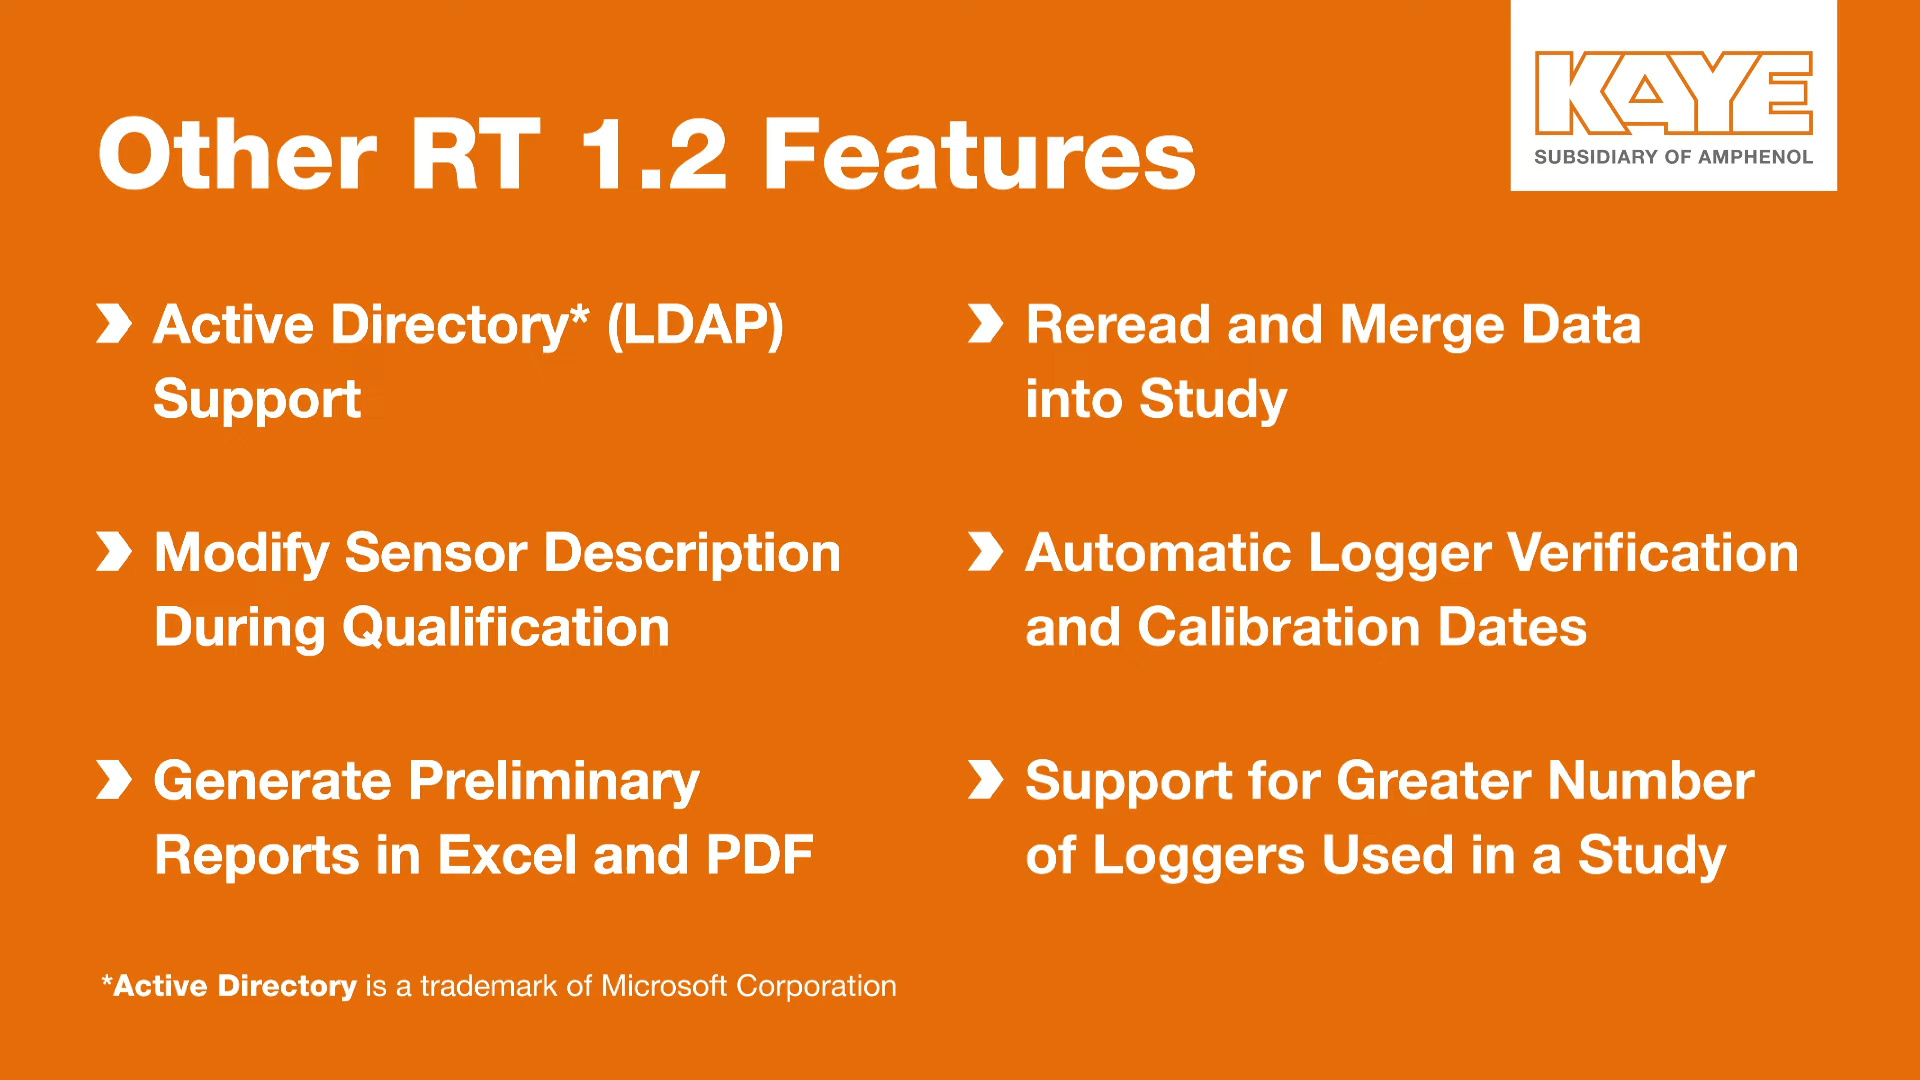 KAYE
SUBSIDIARY OF AMPHENOL
Other RT 1.2 Features
Active Directory* (LDAP)
Support
Modify Sensor Description
During Qualification
Generate Preliminary
Reports in Excel and PDF
Reread and Merge Data
into Study
Automatic Logger Verification
and Calibration Dates
Support for Greater Number
of Loggers Used in a Study
*Active Directory is a trademark of Microsoft Corporation